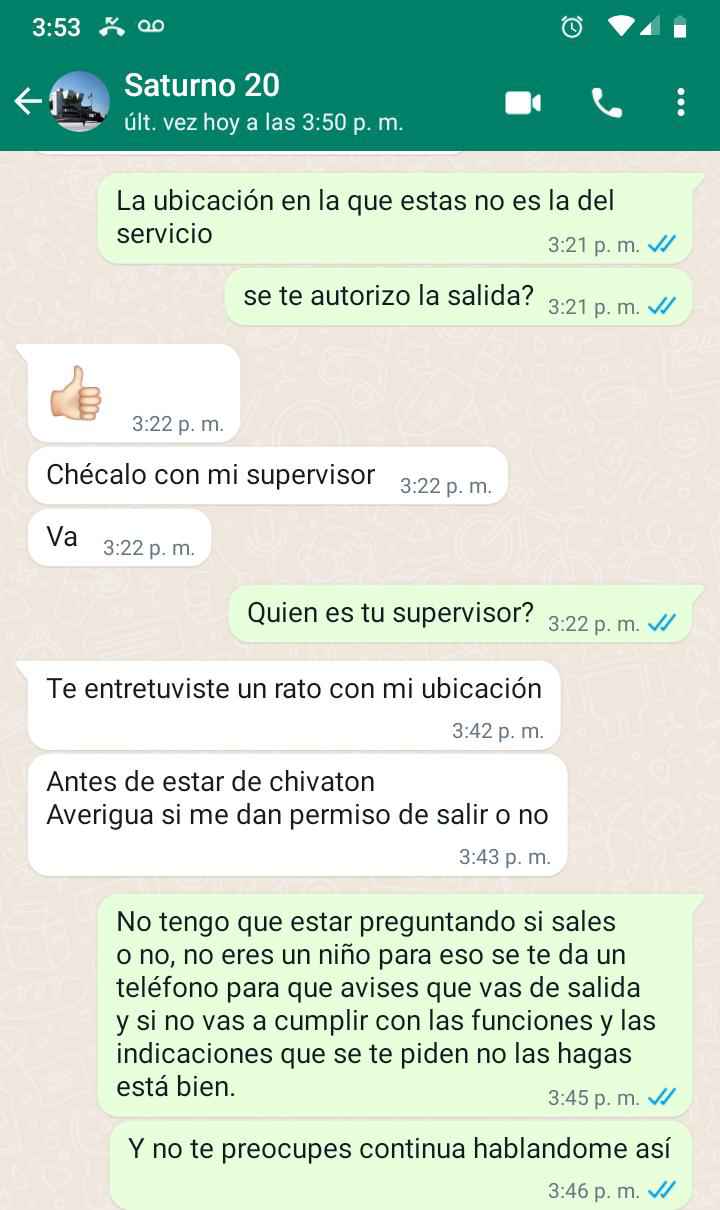 3:53
Saturno 20
últ. vez hoy a las 3:50 p. m.
La ubicación en la que estas no es la del
servicio
3:21 p. m.
se te autorizo la salida? 3:21 p. m.
3:22 p. m.
Chécalo con mi supervisor 3:22 p. m.
Va 3:22 p. m.
Quien es tu supervisor? 3:22 p. m.
Te entretuviste un rato con mi ubicación
3:42 p. m.
Antes de estar de chivaton
Averigua si me dan permiso de salir o no
3:43 p. m.
No tengo que estar preguntando si sales
o no, no eres un niño para eso se te da un
teléfono para que avises que vas de salida
y si no vas a cumplir con las funciones y las
indicaciones que se te piden no las hagas
está bien.
3:45 p. m.
Y no te preocupes continua hablandome así
3:46 p. m.